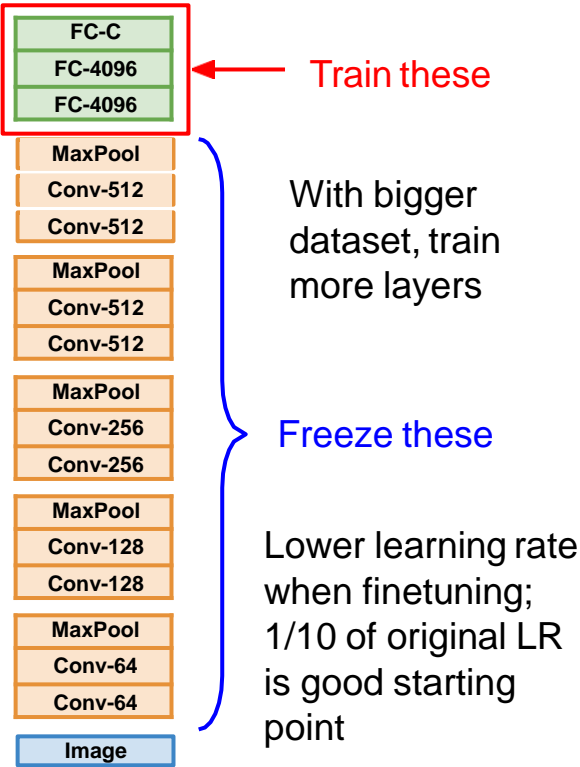 FC-C
FC-4096
FC-4096
Train these
MaxPool
Conv-512
Conv-512
With bigger
dataset, train
more layers
MaxPool
Conv-512
Conv-512
MaxPool
Conv-256
Conv-256
Freeze these
MaxPool
Conv-128
Conv-128
MaxPool
Conv-64
Conv-64
Lower learning rate
when finetuning;
1/10 of original LR
is good starting
point
Image